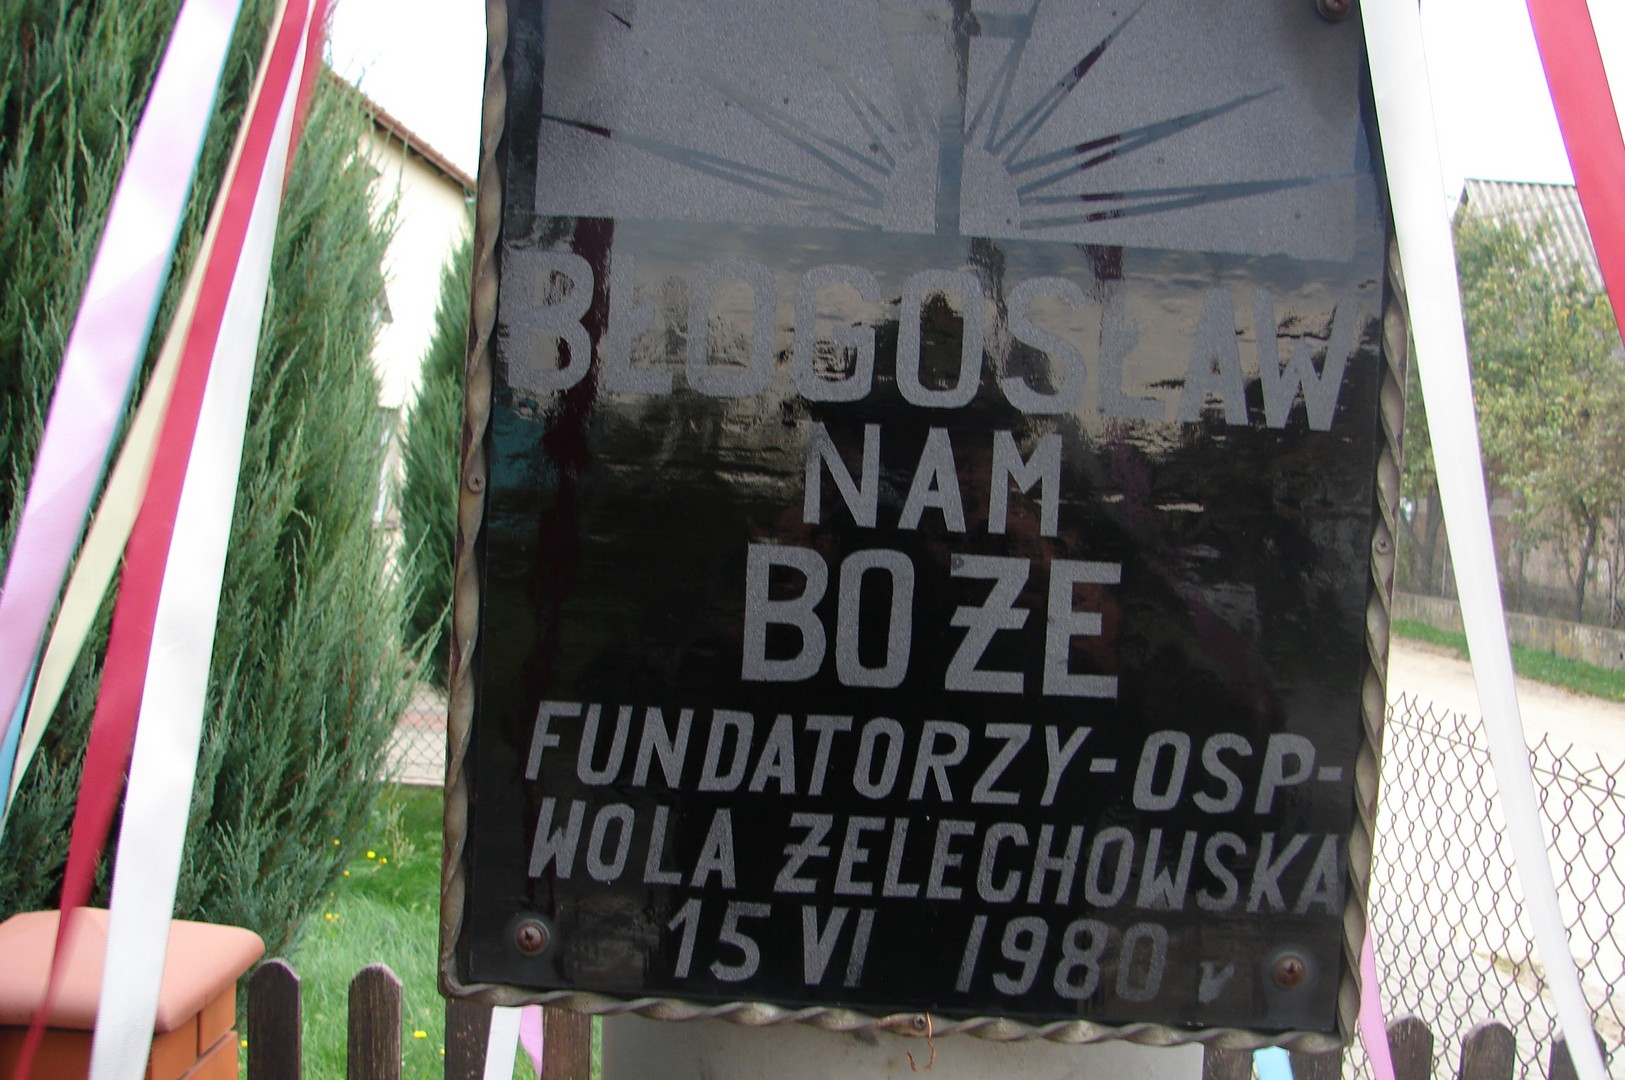 BŁOGOSŁAW
NAM
BOŻE
FUNDATORZY-OSP-
WOLA ŻELECHOWSKA
15 VI 1980 r